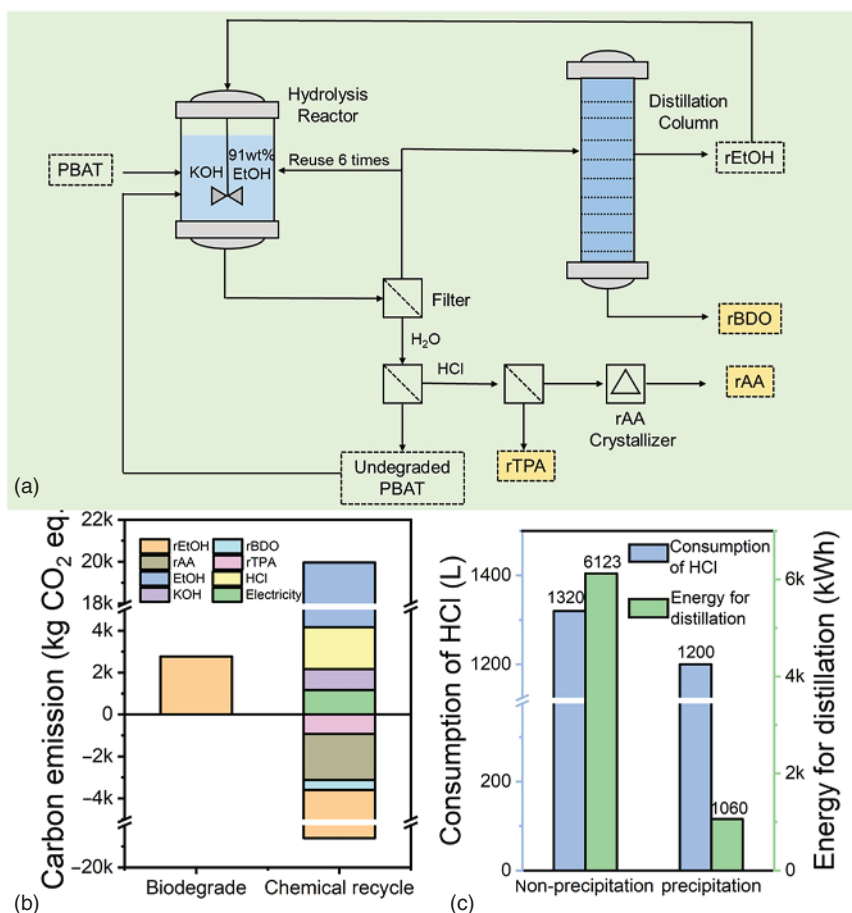 Hydrolysis
Reactor
91wt%
KOH EtOH
PBAT
Reuse 6 times
Distillation
Column
rEtOH
Filter
rBDO
H₂O
HCl
rAA
rAA
Crystallizer
rTPA
Undegraded
PBAT
(a)
Carbon emission (kg CO₂ eq.)
22k
20k
18k
4k
2k
0
−2k
−4k
−20k
rEtOH
rBDO
rAA
rTPA
EtOH
HCl
KOH
Electricity
Biodegrade
Chemical recycle
(b)
Consumption of HCl (L)
1400
1200
200
0
Consumption
of HCl
Energy for
distillation
1320
6123
1200
1060
Energy for distillation (kWh)
6k
4k
2k
0
Non-precipitation
precipitation
(c)